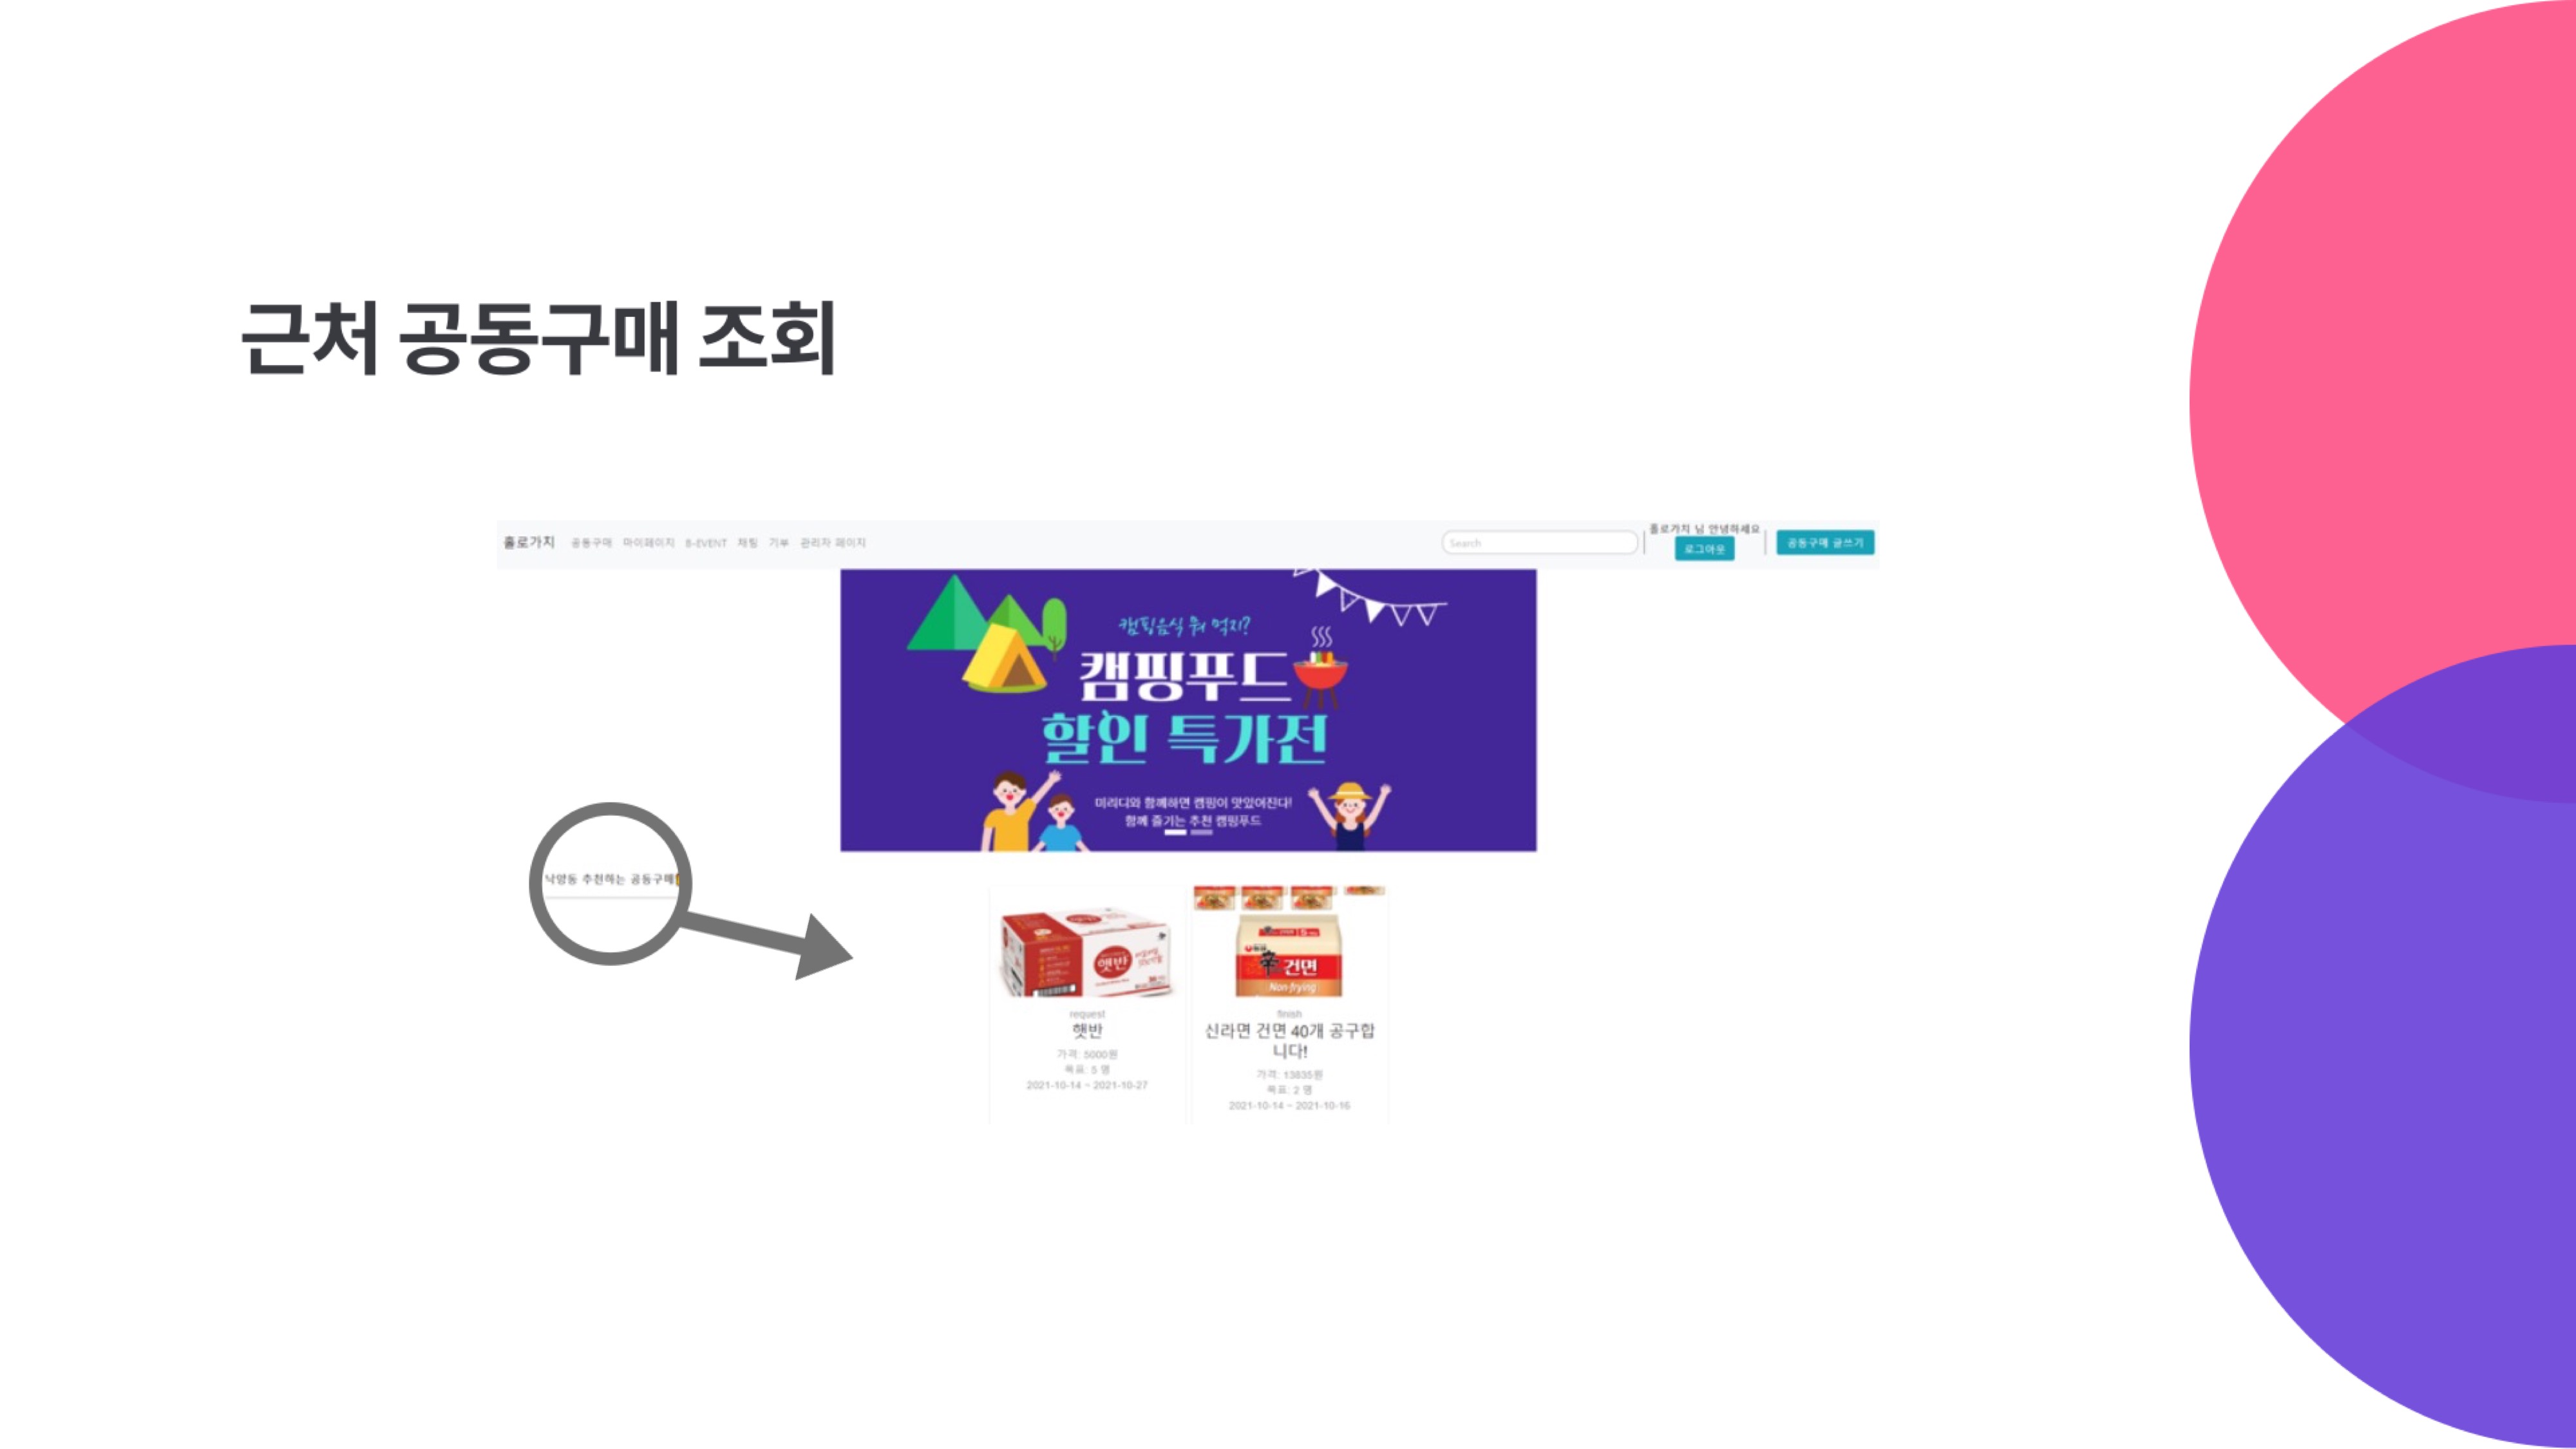 근처 공동구매 조회
홀로가치 공동구매 마이페이지 B-EVENT 채팅 기부 관리자 페이지
Search
홀로가치 님 안녕하세요
로그아웃
공동구매 글쓰기
캠핑음식 뭐 먹지?
캠핑푸드
할인 특가전
미리디와 함께하면 캠핑이 맛있어진다!
함께 즐기는 추천 캠핑푸드
낙양동 추천하는 공동구매
햇반
request
햇반
가격: 5000원
목표: 5 명
2021-10-14 ~ 2021-10-27
辛 건면
Non-frying
finish
신라면 건면 40개 공구합
니다!
가격: 13835원
목표: 2 명
2021-10-14 ~ 2021-10-16